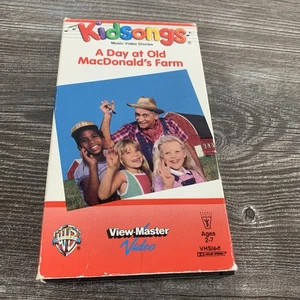 Kidsongs®
Music Video Stories
A Day at Old
MacDonald's Farm
View-Master
Video
Ages
2-7